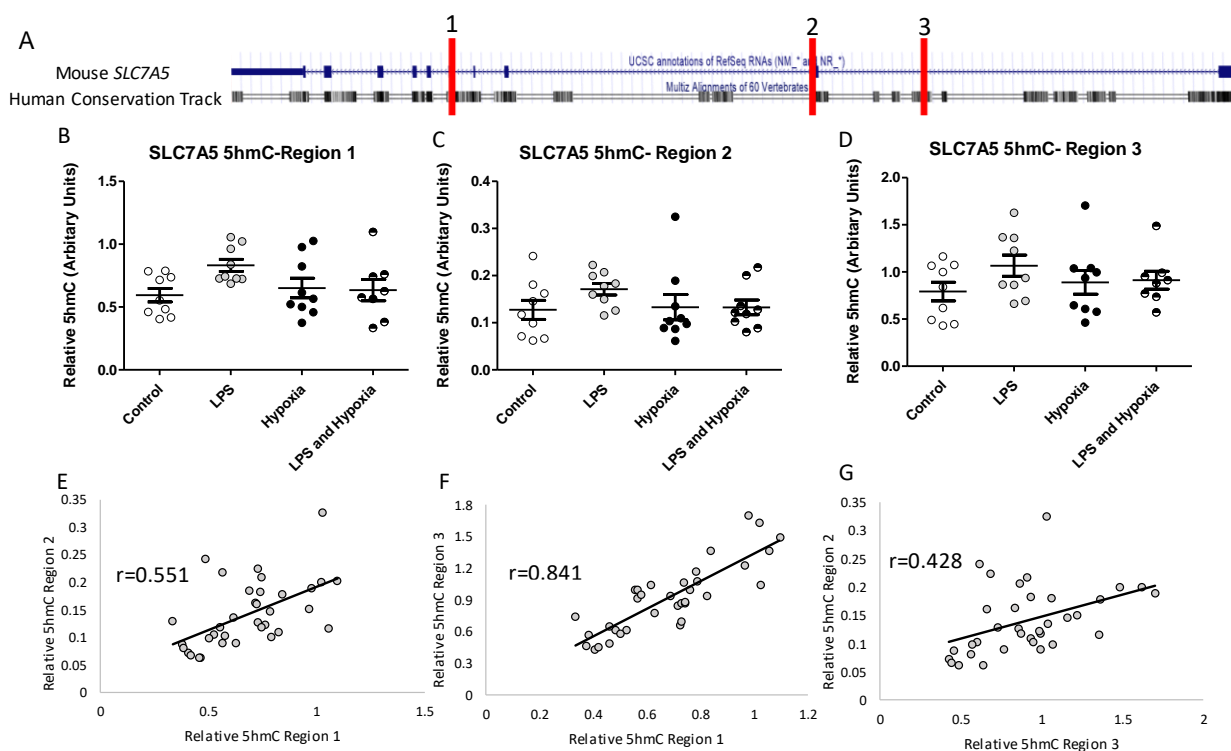 1
2
3
A
UCSC annotations of RefSeq RNAs (NM_* and NR_*)
Mouse SLC7A5
Multiz Alignments of 60 Vertebrates
Human Conservation Track
B
SLC7A5 5hmC-Region 1
Relative 5hmC (Arbitary Units)
1.5
1.0
0.5
0.0
Control
LPS
Hypoxia
LPS and Hypoxia
C
SLC7A5 5hmC- Region 2
Relative 5hmC (Arbitary Units)
0.4
0.3
0.2
0.1
0.0
Control
LPS
Hypoxia
LPS and Hypoxia
D
SLC7A5 5hmC- Region 3
Relative 5hmC (Arbitary Units)
2.0
1.5
1.0
0.5
0.0
Control
LPS
Hypoxia
LPS and Hypoxia
E
Relative 5hmC Region 2
0.35
0.3
0.25
0.2
0.15
0.1
0.05
0
r=0.551
0
0.5
1
1.5
Relative 5hmC Region 1
F
Relative 5hmC Region 3
1.8
1.5
1.2
0.9
0.6
0.3
0
r=0.841
0
0.2
0.4
0.6
0.8
1
1.2
Relative 5hmC Region 1
G
Relative 5hmC Region 2
0.35
0.3
0.25
0.2
0.15
0.1
0.05
0
r=0.428
0
0.5
1
1.5
2
Relative 5hmC Region 3